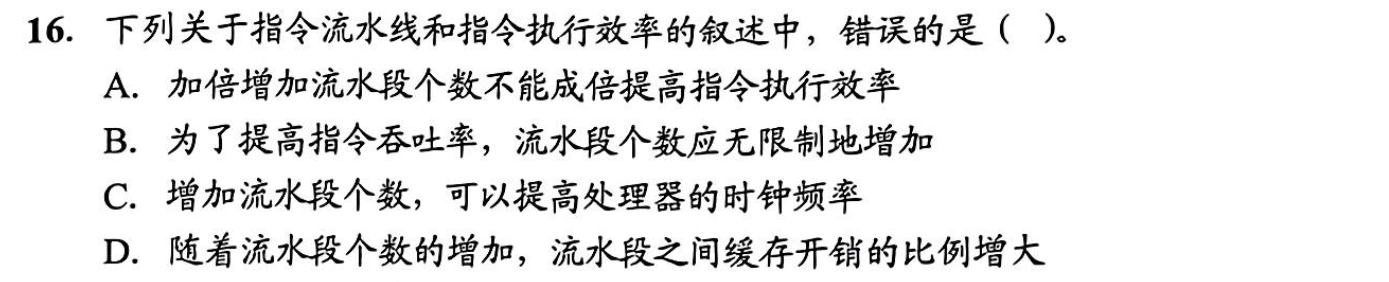 16. 下列关于指令流水线和指令执行效率的叙述中，错误的是（ ）。
A. 加倍增加流水段个数不能成倍提高指令执行效率
B. 为了提高指令吞吐率，流水段个数应无限制地增加
C. 增加流水段个数，可以提高处理器的时钟频率
D. 随着流水段个数的增加，流水段之间缓存开销的比例增大